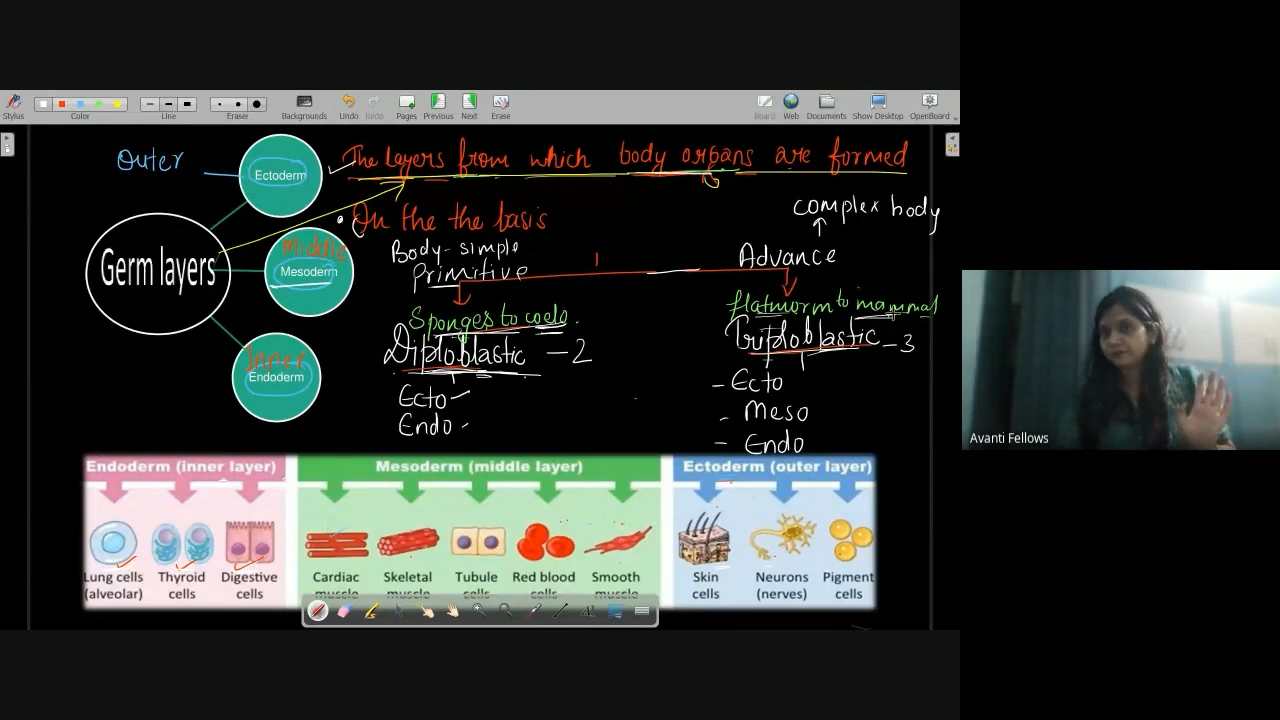 Stylus
Color
Line
Eraser
Backgrounds
Undo
Redo
Pages
Previous
Next
Erase
Board
Web
Documents
Show Desktop
OpenBoard
Outer
Ectoderm
The layers from which body organs are formed
Germ layers
Middle
Mesoderm
Inner
Endoderm
On the the basis
complex body
Body-simple
Primitive
Advance
Sponges to coele.
flatworm to mammal
Diploblastic - 2
Triploblastic - 3
Ecto
Endo
- Ecto
- Meso
- Endo
Endoderm (inner layer)
Mesoderm (middle layer)
Ectoderm (outer layer)
Lung cells
(alveolar)
Thyroid
cells
Digestive
cells
Cardiac
muscle
Skeletal
muscle
Tubule
cells
Red blood
cells
Smooth
muscle
Skin
cells
Neurons
(nerves)
Pigment
cells
Avanti Fellows